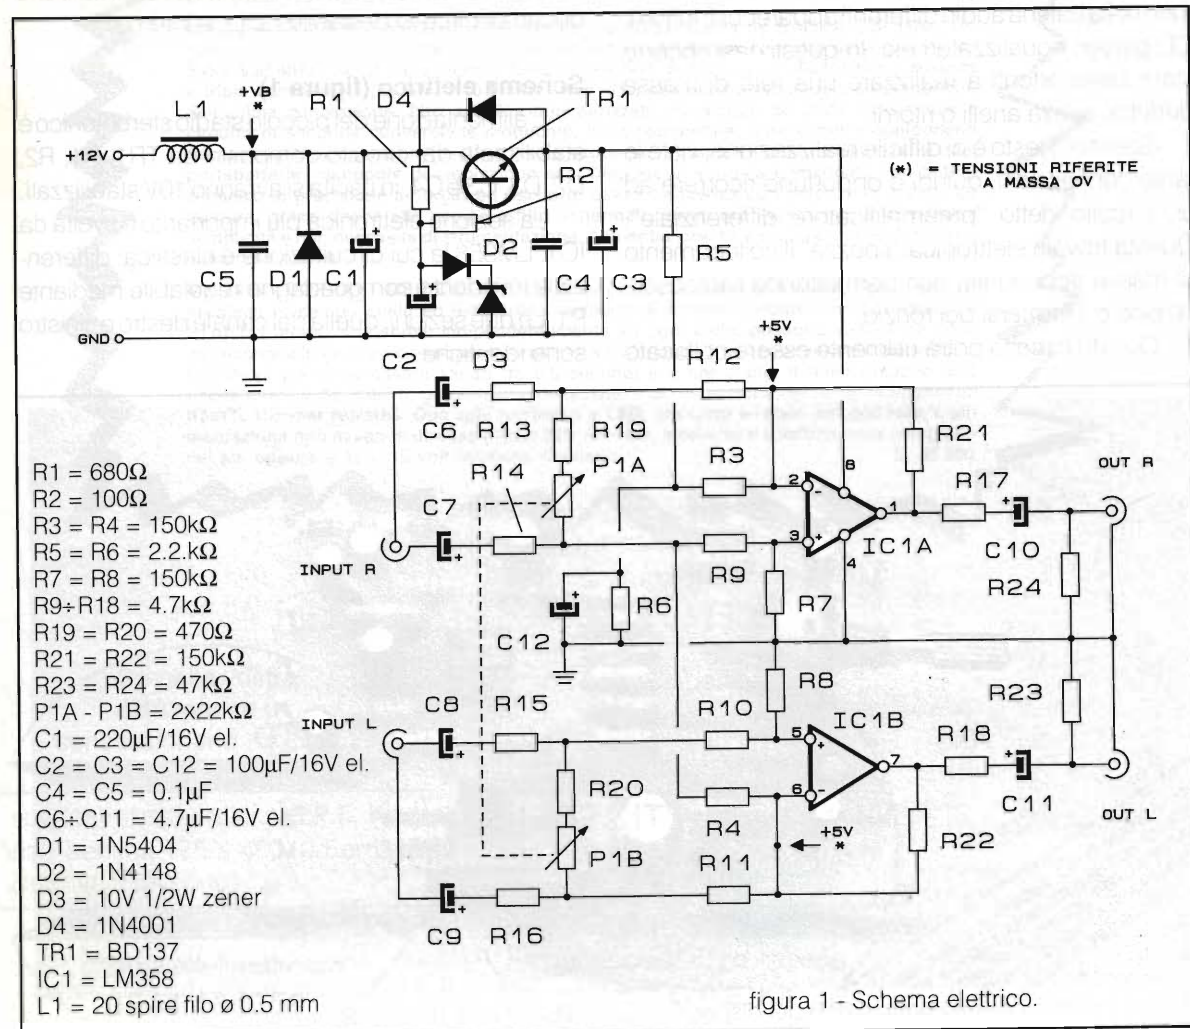 Schema elettrico (figura 1)
+VB
*
L1
R1
D4
TR1
+12V
R2
(*) = TENSIONI RIFERITE
A MASSA 0V
C5
D1
C1
+
D2
C4
+
C3
R5
+5V
*
GND
C2
D3
R12
+
C6
R13
R19
R21
R14
P1A
R3
8
OUT R
C7
2
-
1
R17
+
3
+
IC1A
4
C10
INPUT R
R9
R24
R6
R7
C12
R8
R23
C8
R15
R10
IC1B
INPUT L
5
+
R18
+
7
R20
6
-
C11
R4
OUT L
+5V
*
P1B
R11
R22
C9
R16
R1 = 680Ω
R2 = 100Ω
R3 = R4 = 150kΩ
R5 = R6 = 2.2.kΩ
R7 = R8 = 150kΩ
R9÷R18 = 4.7kΩ
R19 = R20 = 470Ω
R21 = R22 = 150kΩ
R23 = R24 = 47kΩ
P1A - P1B = 2x22kΩ
C1 = 220µF/16V el.
C2 = C3 = C12 = 100µF/16V el.
C4 = C5 = 0.1µF
C6÷C11 = 4.7µF/16V el.
D1 = 1N5404
D2 = 1N4148
D3 = 10V 1/2W zener
D4 = 1N4001
TR1 = BD137
IC1 = LM358
L1 = 20 spire filo ø 0.5 mm
figura 1 - Schema elettrico.